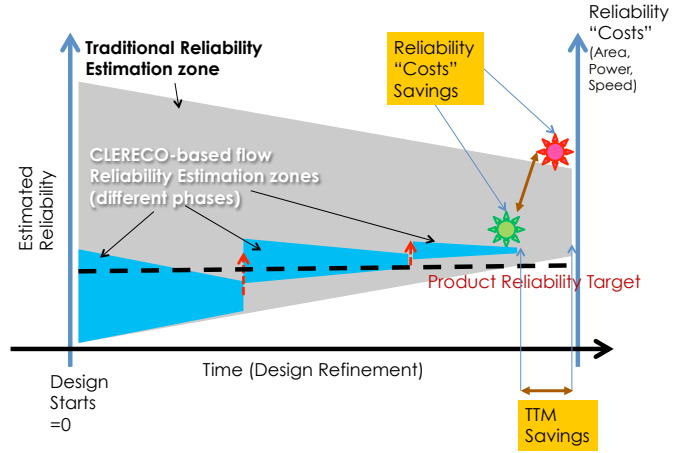 Traditional Reliability
Estimation zone
Reliability
“Costs”
Savings
Reliability
“Costs”
(Area,
Power,
Speed)
CLERECO-based flow
Reliability Estimation zones
(different phases)
Estimated
Reliability
Product Reliability Target
Time (Design Refinement)
Design
Starts
=0
TTM
Savings